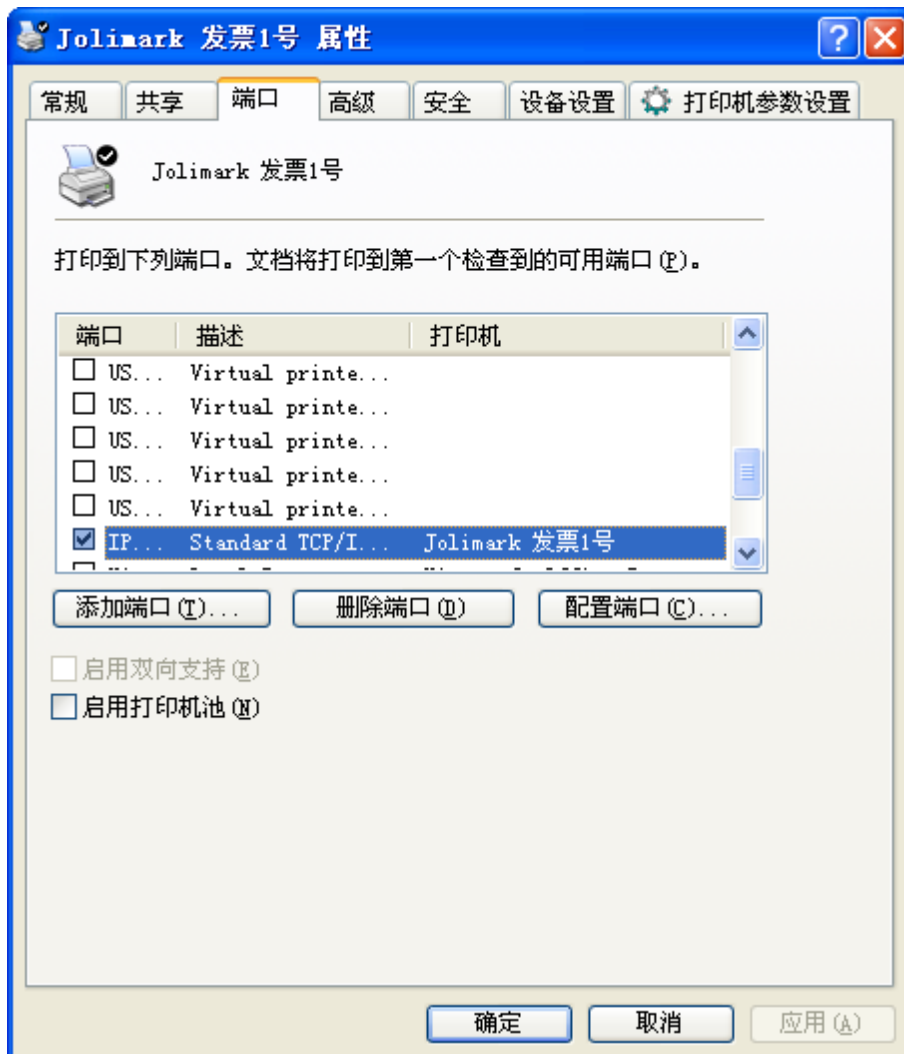 Jolimark 发票1号 属性
常规 共享 端口 高级 安全 设备设置 打印机参数设置
Jolimark 发票1号
打印到下列端口。文档将打印到第一个检查到的可用端口(P)。
端口 描述 打印机
US... Virtual printe...
US... Virtual printe...
US... Virtual printe...
US... Virtual printe...
US... Virtual printe...
IP... Standard TCP/I... Jolimark 发票1号
添加端口(T)... 删除端口(D) 配置端口(C)...
启用双向支持(E)
启用打印机池(N)
确定 取消 应用(A)